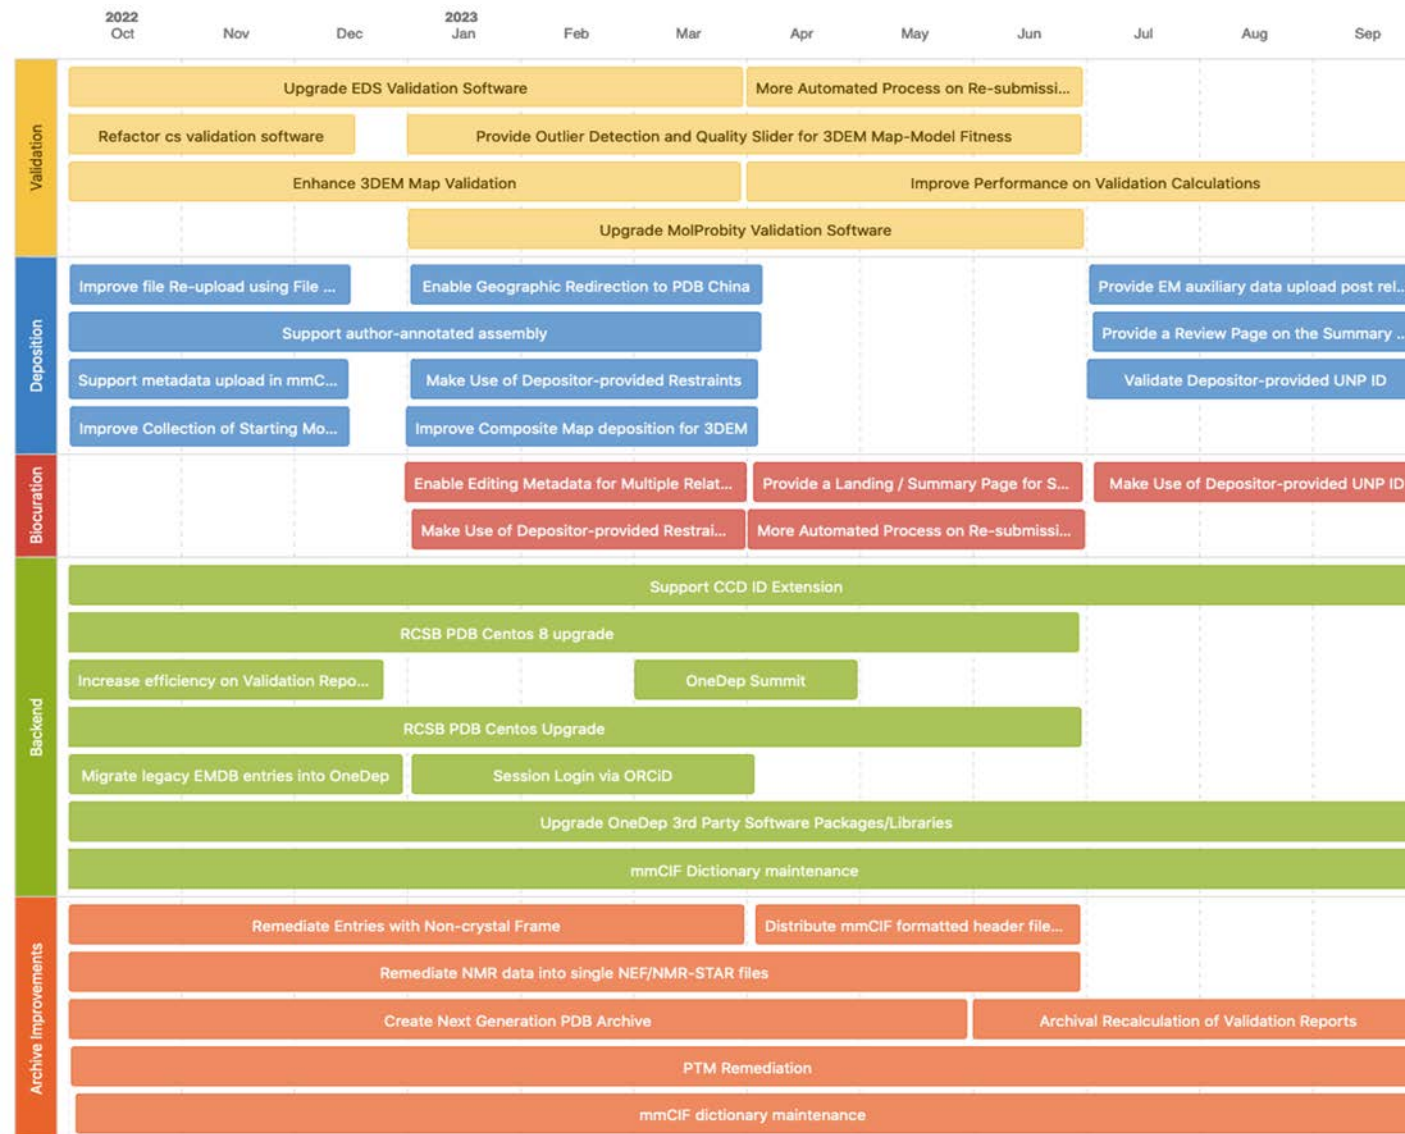 2022
2023
Oct Nov Dec Jan Feb Mar Apr May Jun Jul Aug Sep
Validation
Upgrade EDS Validation Software
More Automated Process on Re-submissi...
Refactor cs validation software
Provide Outlier Detection and Quality Slider for 3DEM Map-Model Fitness
Enhance 3DEM Map Validation
Improve Performance on Validation Calculations
Upgrade MolProbity Validation Software
Deposition
Improve file Re-upload using File ...
Enable Geographic Redirection to PDB China
Provide EM auxiliary data upload post rel...
Support author-annotated assembly
Provide a Review Page on the Summary ...
Support metadata upload in mmC...
Make Use of Depositor-provided Restraints
Validate Depositor-provided UNP ID
Improve Collection of Starting Mo...
Improve Composite Map deposition for 3DEM
Biocuration
Enable Editing Metadata for Multiple Relat...
Provide a Landing / Summary Page for S...
Make Use of Depositor-provided UNP ID
Make Use of Depositor-provided Restrai...
More Automated Process on Re-submissi...
Backend
Support CCD ID Extension
RCSB PDB Centos 8 upgrade
Increase efficiency on Validation Repo...
OneDep Summit
RCSB PDB Centos Upgrade
Migrate legacy EMDB entries into OneDep
Session Login via ORCiD
Upgrade OneDep 3rd Party Software Packages/Libraries
mmCIF Dictionary maintenance
Archive Improvements
Remediate Entries with Non-crystal Frame
Distribute mmCIF formatted header file...
Remediate NMR data into single NEF/NMR-STAR files
Create Next Generation PDB Archive
Archival Recalculation of Validation Reports
PTM Remediation
mmCIF dictionary maintenance